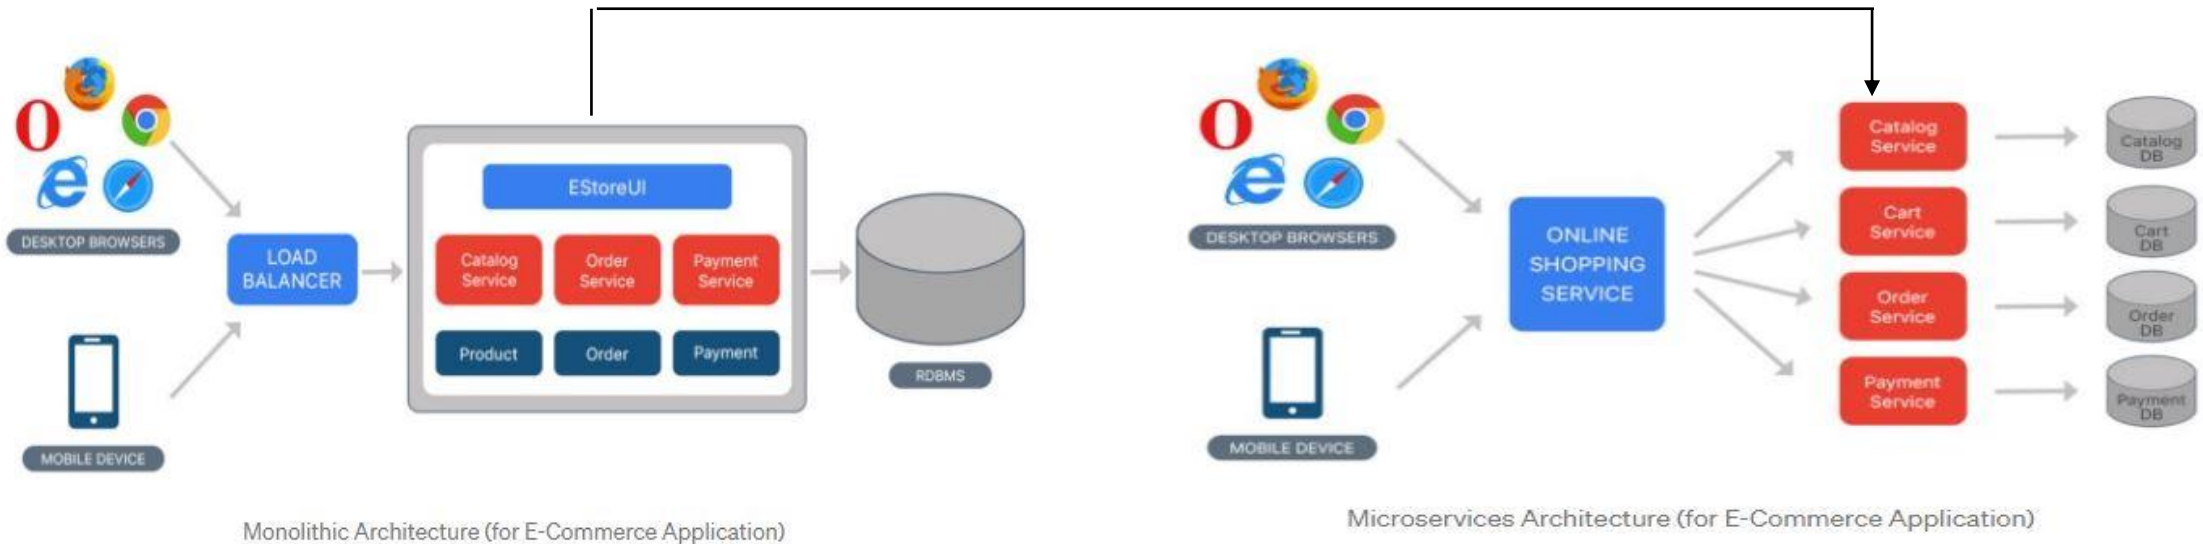 DESKTOP BROWSERS
MOBILE DEVICE
LOAD
BALANCER
EStoreUI
Catalog
Service
Order
Service
Payment
Service
Product
Order
Payment
RDBMS
Monolithic Architecture (for E-Commerce Application)
DESKTOP BROWSERS
MOBILE DEVICE
ONLINE
SHOPPING
SERVICE
Catalog
Service
Cart
Service
Order
Service
Payment
Service
Catalog
DB
Cart
DB
Order
DB
Payment
DB
Microservices Architecture (for E-Commerce Application)